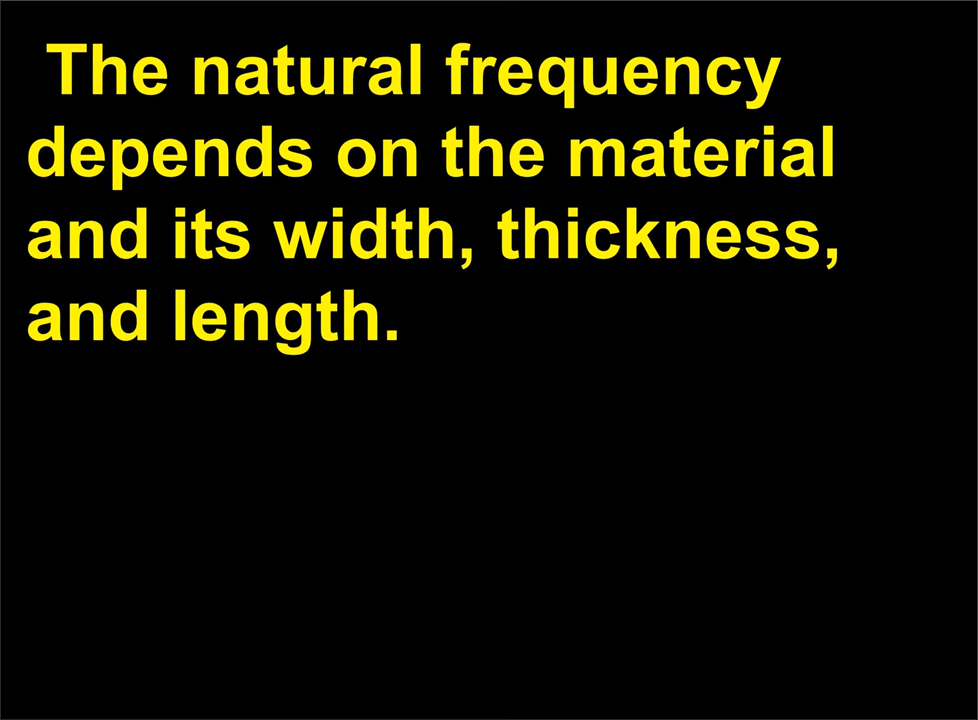 The natural frequency
depends on the material
and its width, thickness,
and length.